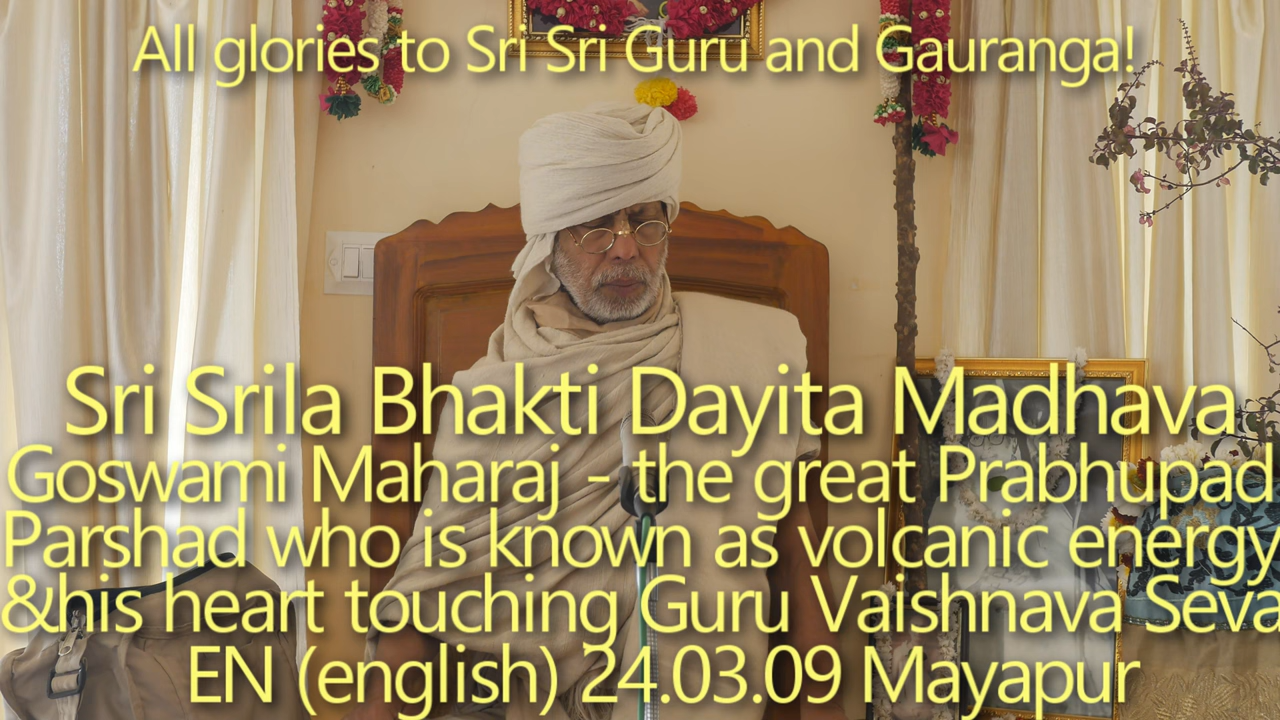 All glories to Sri Sri Guru and Gauranga!
Sri Srila Bhakti Dayita Madhava
Goswami Maharaj - the great Prabhupad
Parshad who is known as volcanic energy
&his heart touching Guru Vaishnava Seva
EN (english) 24.03.09 Mayapur